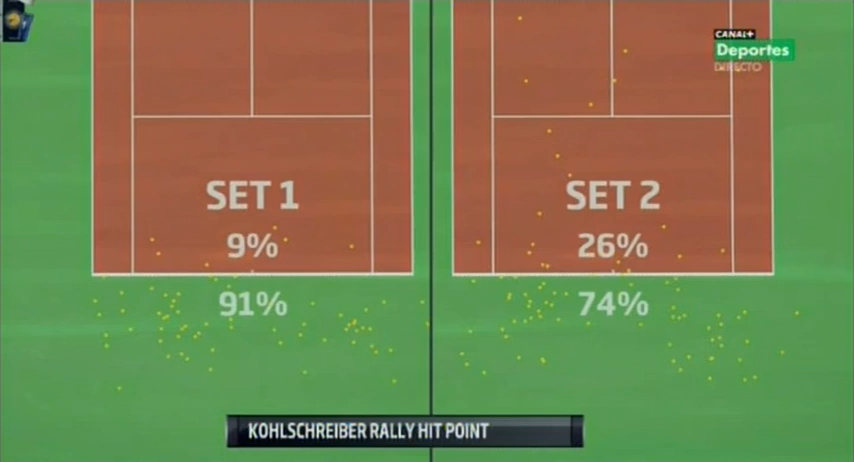 CANAL+
Deportes
DIRECTO
SET 1
9%
91%
SET 2
26%
74%
KOHLSCHREIBER RALLY HIT POINT